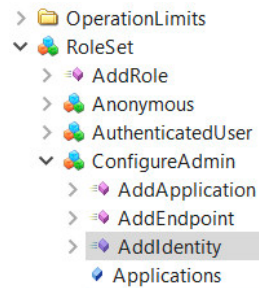 OperationLimits
RoleSet
AddRole
Anonymous
AuthenticatedUser
ConfigureAdmin
AddApplication
AddEndpoint
AddIdentity
Applications